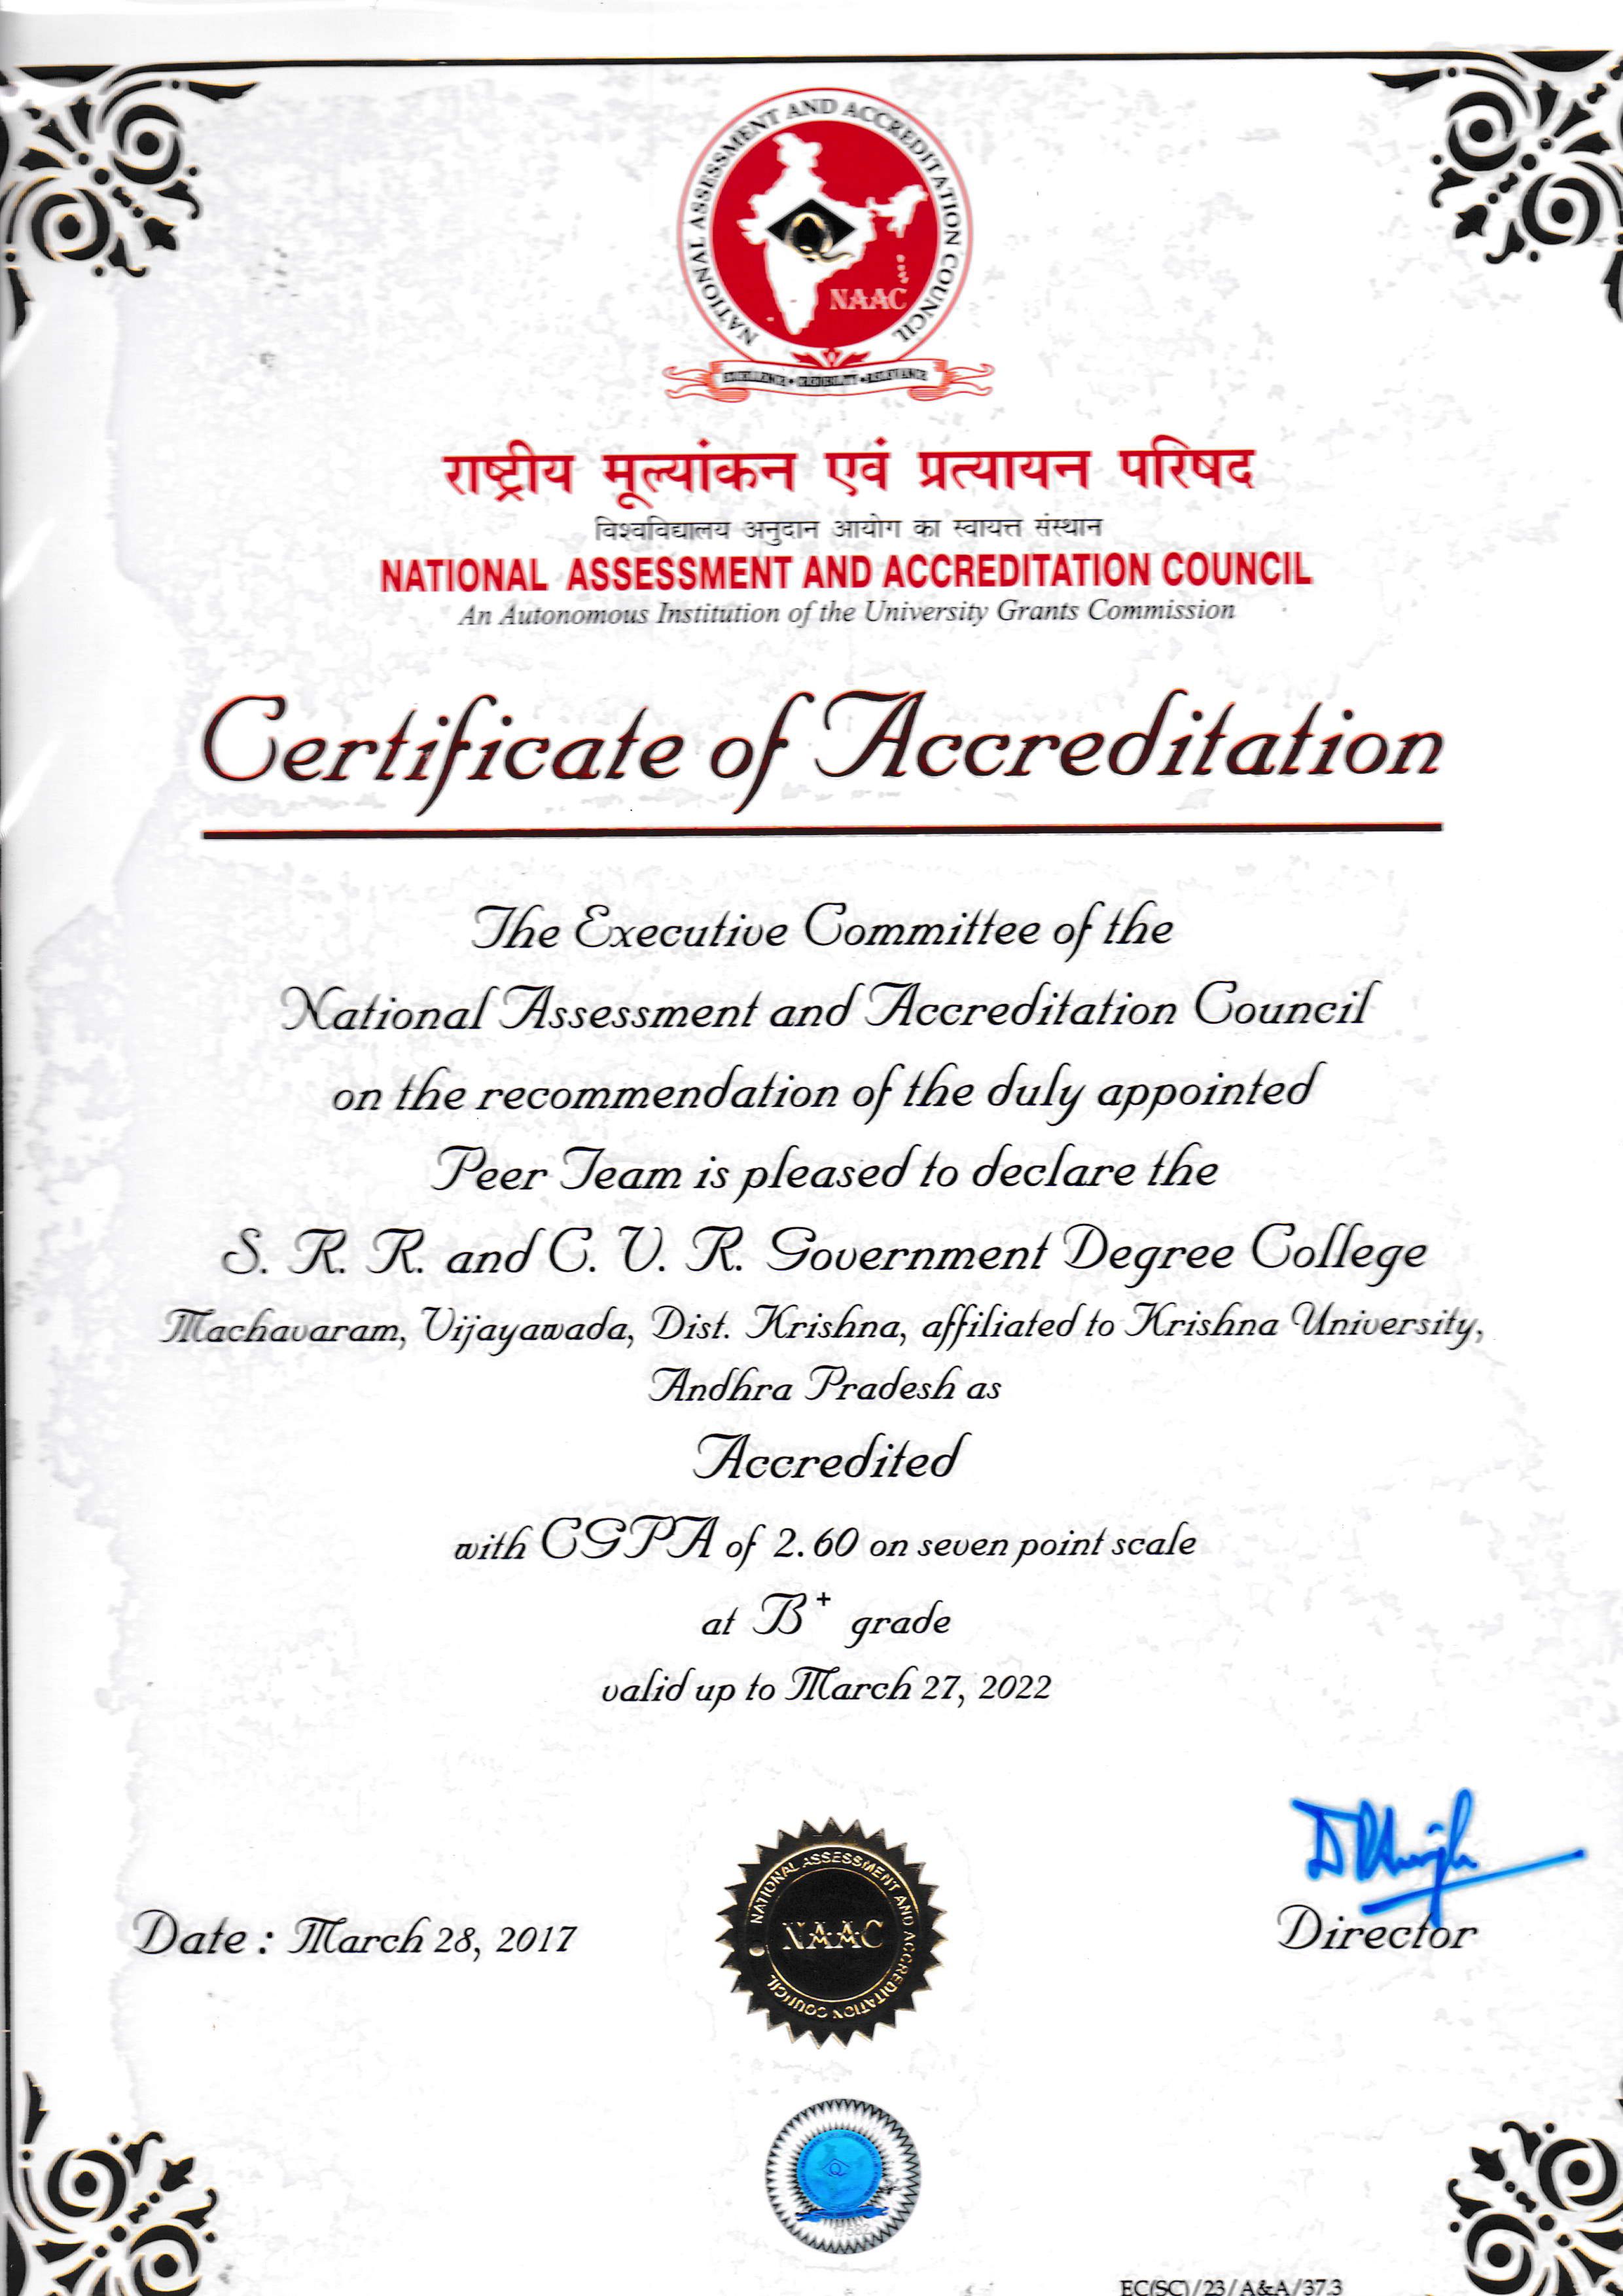 NATIONAL ASSESSMENT AND ACCREDITATION COUNCIL
NAAC
EXCELLENCE • CREDIBILITY • RELEVANCE
राष्ट्रीय मूल्यांकन एवं प्रत्यायन परिषद
विश्वविद्यालय अनुदान आयोग का स्वायत्त संस्थान
NATIONAL ASSESSMENT AND ACCREDITATION COUNCIL
An Autonomous Institution of the University Grants Commission
Certificate of Accreditation
The Executive Committee of the
National Assessment and Accreditation Council
on the recommendation of the duly appointed
Peer Team is pleased to declare the
S. R. R. and C. V. R. Government Degree College
Machavaram, Vijayawada, Dist. Krishna, affiliated to Krishna University,
Andhra Pradesh as
Accredited
with CGPA of 2.60 on seven point scale
at B+ grade
valid up to March 27, 2022
Date : March 28, 2017
NATIONAL ASSESSMENT AND ACCREDITATION COUNCIL
NAAC
Director
EC(SC)/23/A&A/37.3